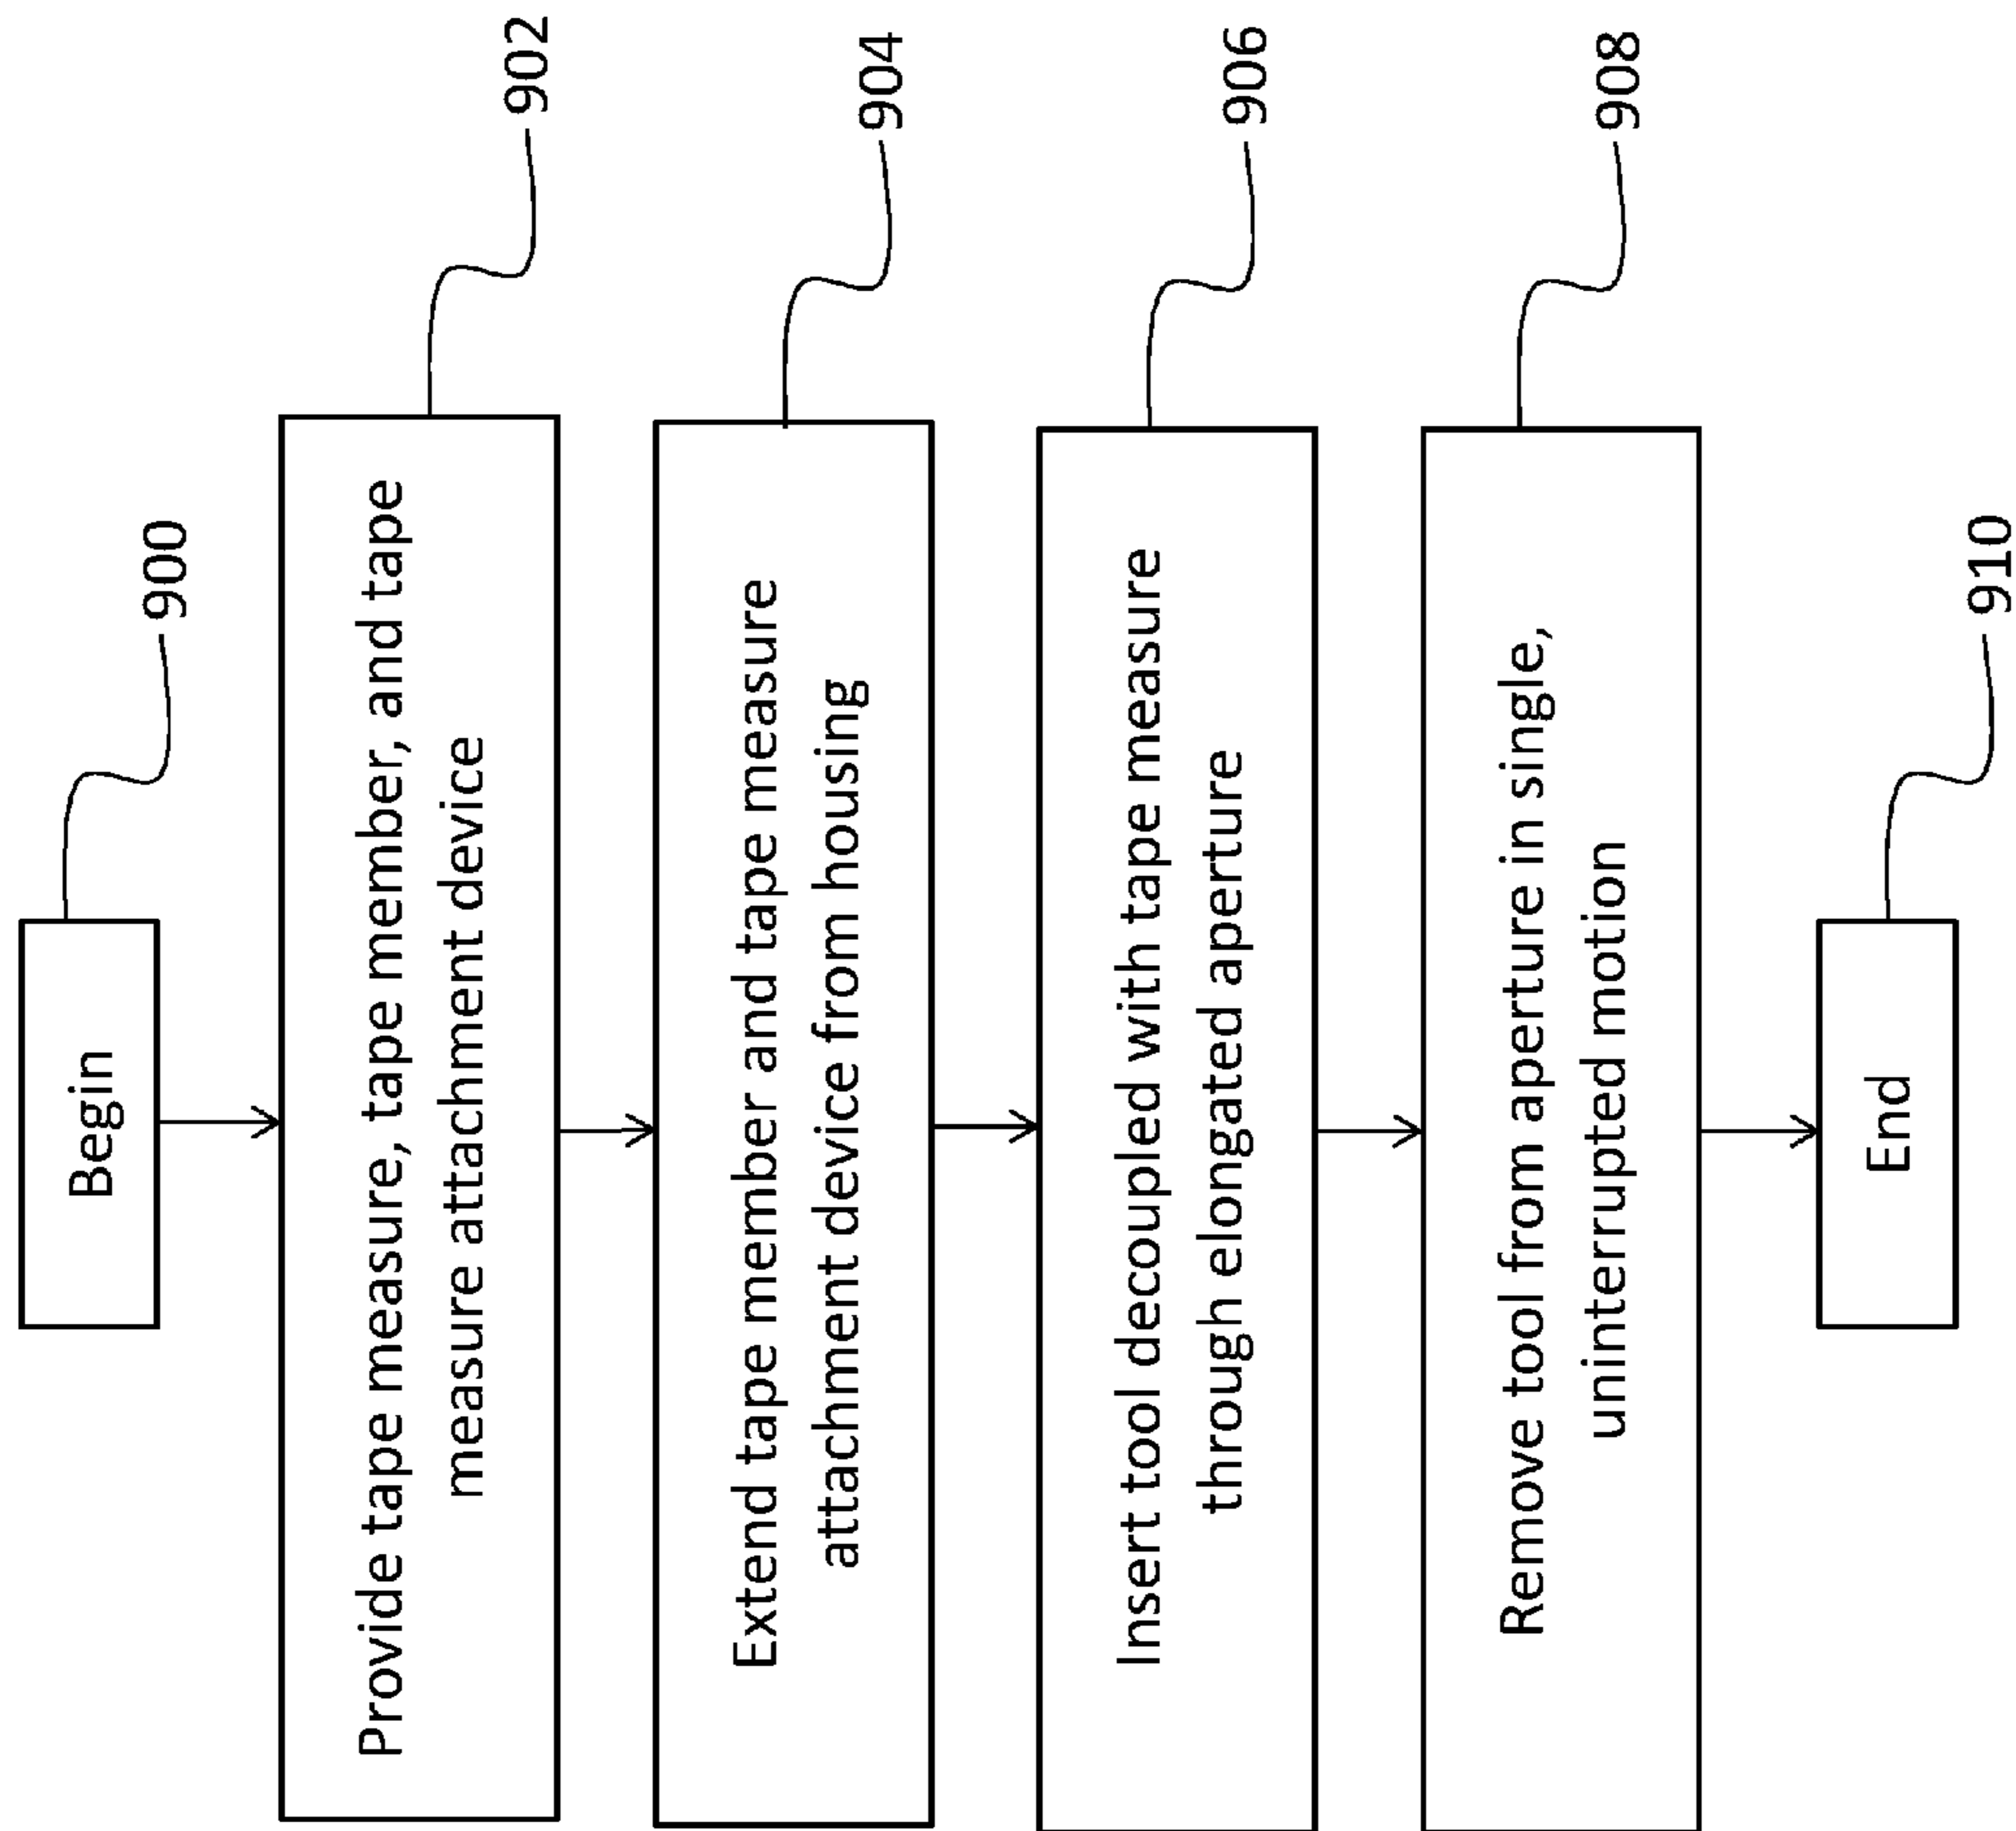 Begin
900
Provide tape measure, tape member, and tape
measure attachment device
902
Extend tape member and tape measure
attachment device from housing
904
Insert tool decoupled with tape measure
through elongated aperture
906
Remove tool from aperture in single,
uninterrupted motion
908
End
910